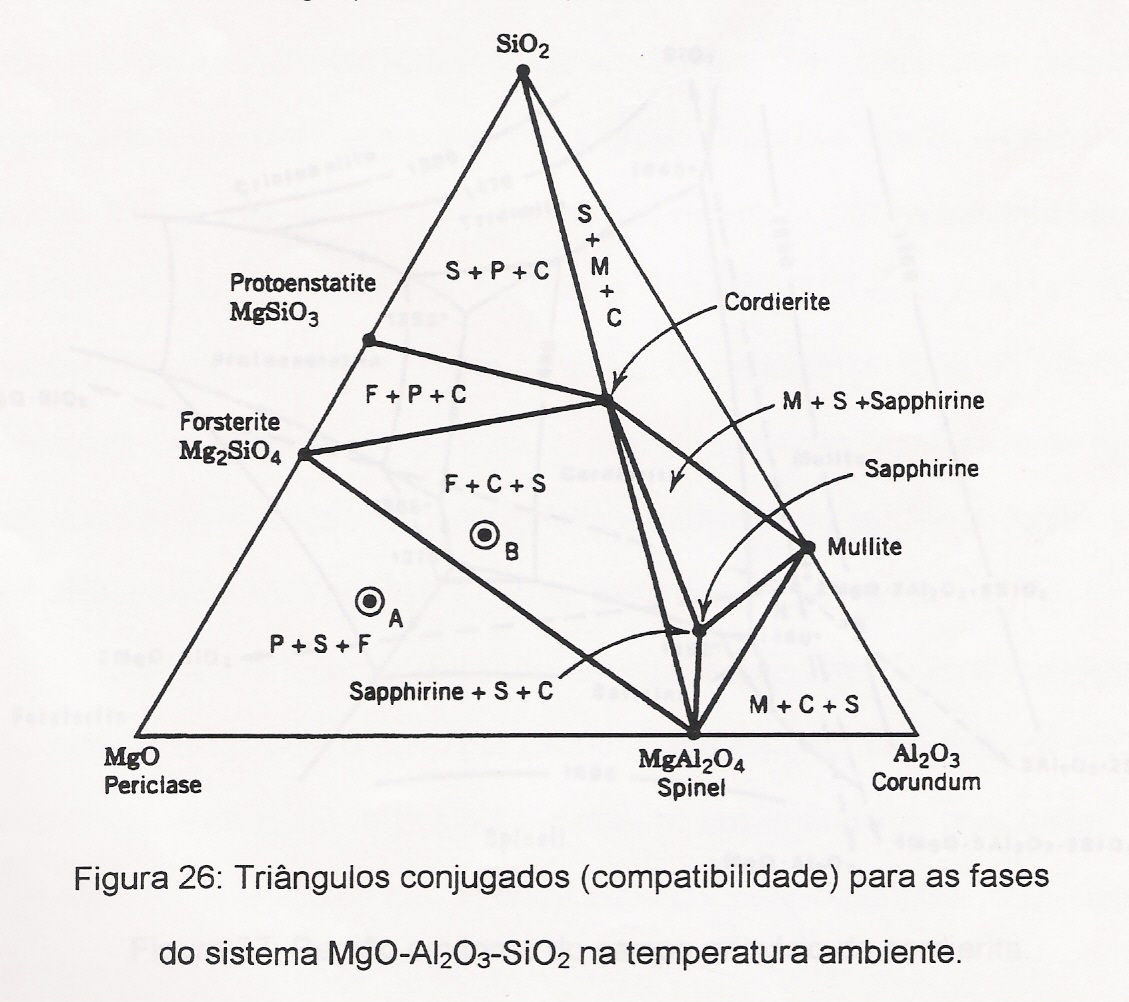 SiO₂
S
+
M
+
C
S + P + C
Protoenstatite
MgSiO₃
Cordierite
F + P + C
M + S +Sapphirine
Forsterite
Mg₂SiO₄
Sapphirine
F + C + S
B
Mullite
A
P + S + F
Sapphirine + S + C
M + C + S
MgO
Periclase
MgAl₂O₄
Spinel
Al₂O₃
Corundum
Figura 26: Triângulos conjugados (compatibilidade) para as fases
do sistema MgO-Al₂O₃-SiO₂ na temperatura ambiente.